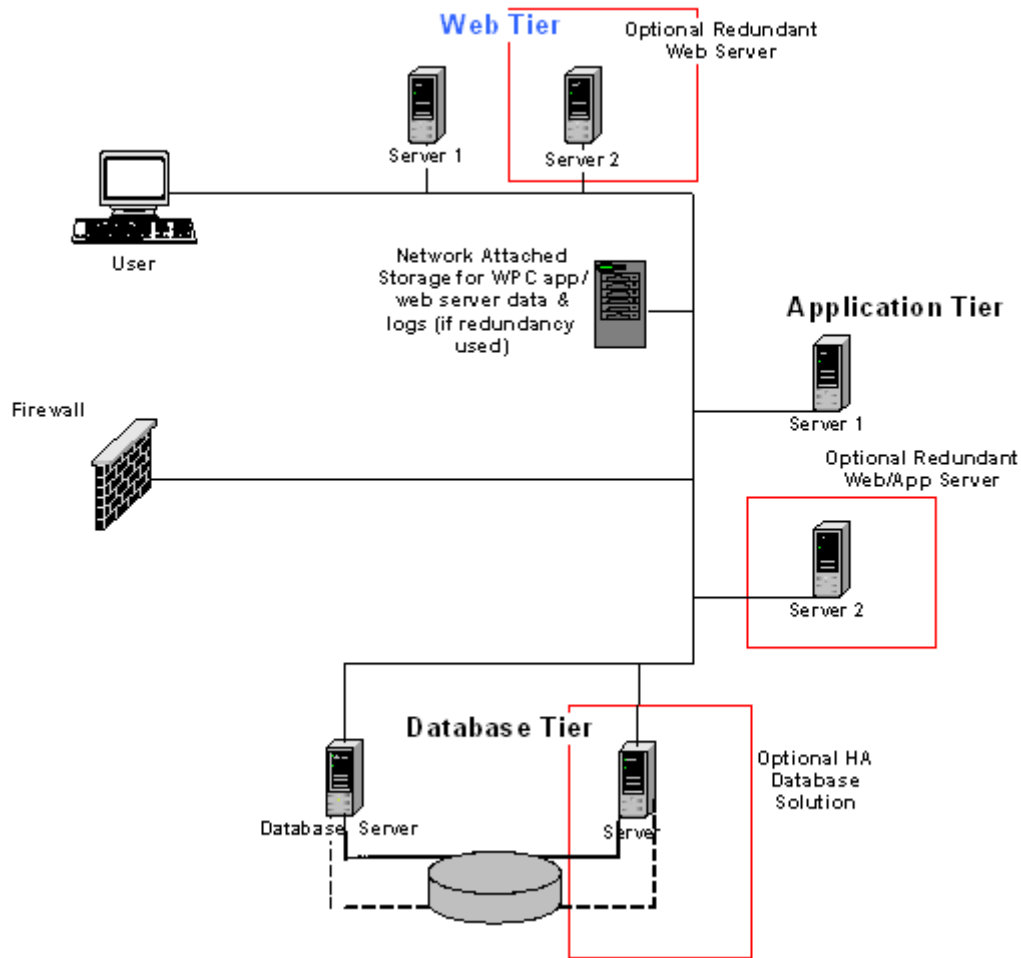 Web Tier
Optional Redundant
Web Server
Server 1
Server 2
User
Network Attached
Storage for WPC app/
web server data &
logs (if redundancy
used)
Application Tier
Server 1
Firewall
Optional Redundant
Web/App Server
Server 2
Database Tier
Optional HA
Database
Solution
Database Server
Server